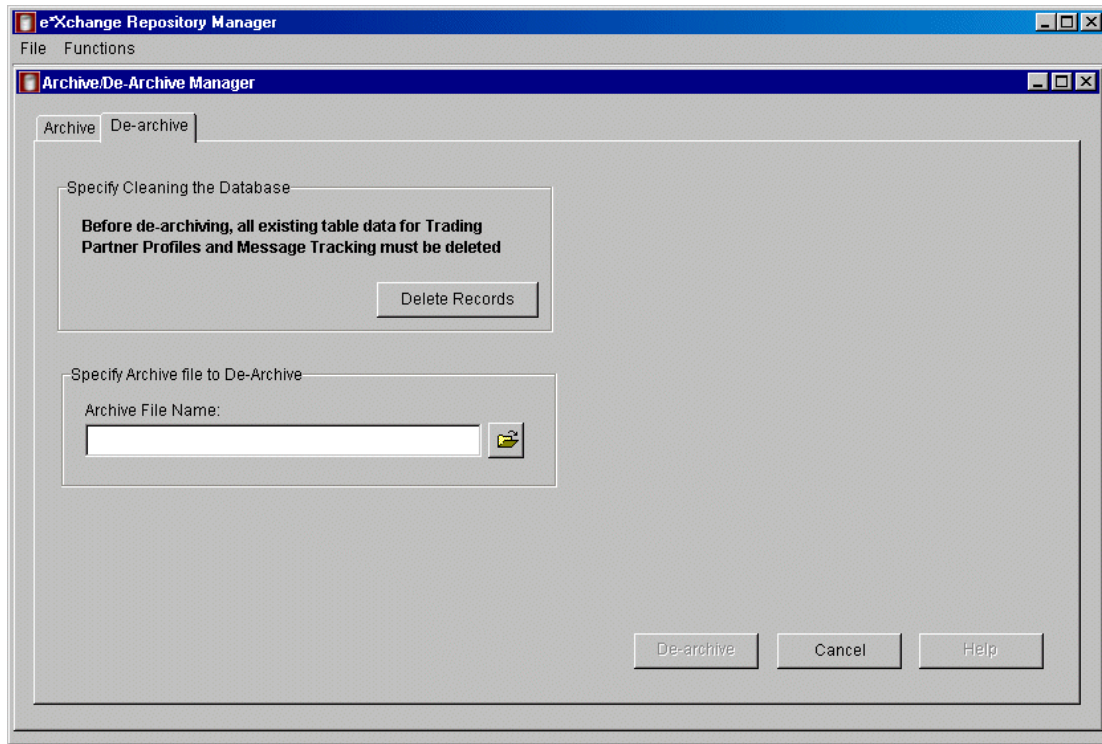 e*Xchange Repository Manager
File Functions
Archive/De-Archive Manager
Archive De-archive
Specify Cleaning the Database
Before de-archiving, all existing table data for Trading
Partner Profiles and Message Tracking must be deleted
Delete Records
Specify Archive file to De-Archive
Archive File Name:
De-archive Cancel Help